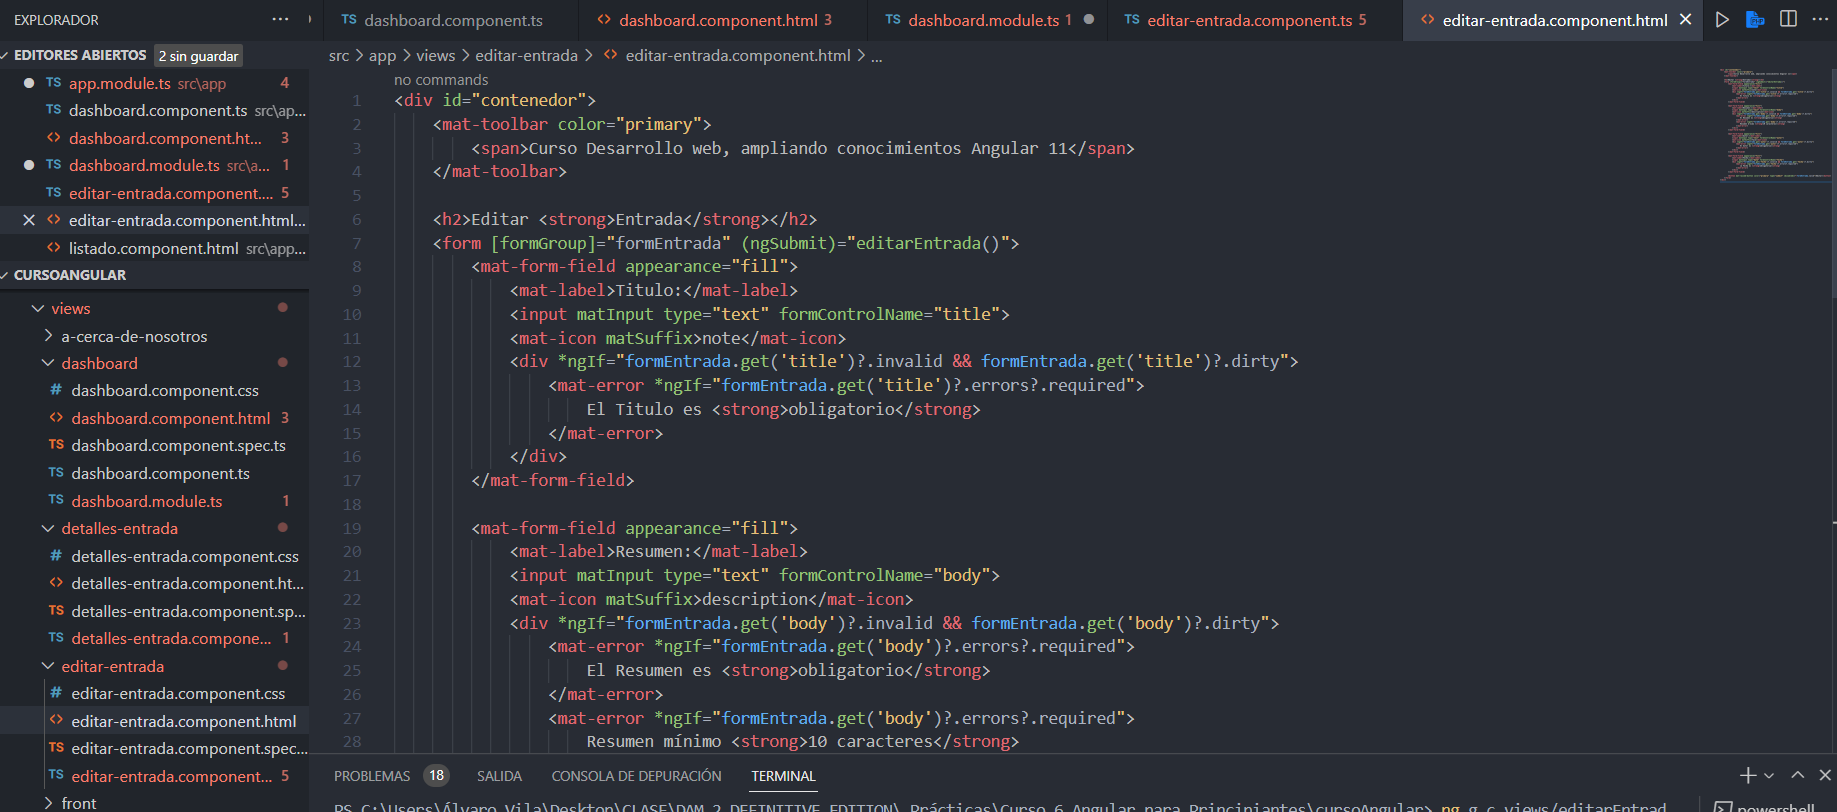 EXPLORADOR
EDITORES ABIERTOS 2 sin guardar
TS app.module.ts src\app 4
TS dashboard.component.ts src\ap...
<> dashboard.component.ht... 3
TS dashboard.module.ts src\a... 1
TS editar-entrada.component.... 5
<> editar-entrada.component.html...
<> listado.component.html src\app...
CURSOANGULAR
views
a-cerca-de-nosotros
dashboard
# dashboard.component.css
<> dashboard.component.html 3
TS dashboard.component.spec.ts
TS dashboard.component.ts
TS dashboard.module.ts 1
detalles-entrada
# detalles-entrada.component.css
<> detalles-entrada.component.ht...
TS detalles-entrada.component.sp...
TS detalles-entrada.compone... 1
editar-entrada
# editar-entrada.component.css
<> editar-entrada.component.html
TS editar-entrada.component.spec...
TS editar-entrada.component... 5
front
TS dashboard.component.ts <> dashboard.component.html 3 TS dashboard.module.ts 1 TS editar-entrada.component.ts 5 <> editar-entrada.component.html
src > app > views > editar-entrada > <> editar-entrada.component.html > ...
no commands
1 <div id="contenedor">
2 <mat-toolbar color="primary">
3 <span>Curso Desarrollo web, ampliando conocimientos Angular 11</span>
4 </mat-toolbar>
5
6 <h2>Editar <strong>Entrada</strong></h2>
7 <form [formGroup]="formEntrada" (ngSubmit)="editarEntrada()">
8 <mat-form-field appearance="fill">
9 <mat-label>Titulo:</mat-label>
10 <input matInput type="text" formControlName="title">
11 <mat-icon matSuffix>note</mat-icon>
12 <div *ngIf="formEntrada.get('title')?.invalid && formEntrada.get('title')?.dirty">
13 <mat-error *ngIf="formEntrada.get('title')?.errors?.required">
14 El Titulo es <strong>obligatorio</strong>
15 </mat-error>
16 </div>
17 </mat-form-field>
18
19 <mat-form-field appearance="fill">
20 <mat-label>Resumen:</mat-label>
21 <input matInput type="text" formControlName="body">
22 <mat-icon matSuffix>description</mat-icon>
23 <div *ngIf="formEntrada.get('body')?.invalid && formEntrada.get('body')?.dirty">
24 <mat-error *ngIf="formEntrada.get('body')?.errors?.required">
25 El Resumen es <strong>obligatorio</strong>
26 </mat-error>
27 <mat-error *ngIf="formEntrada.get('body')?.errors?.required">
28 Resumen mínimo <strong>10 caracteres</strong>
PROBLEMAS 18 SALIDA CONSOLA DE DEPURACIÓN TERMINAL
PS C:\Users\Álvaro Vila\Desktop\CLASE\DAM 2 DEFINITIVE EDITION\ Prácticas\Curso 6 Angular para Principiantes\cursoAngular> ng g c views/editarEntrad
powershell